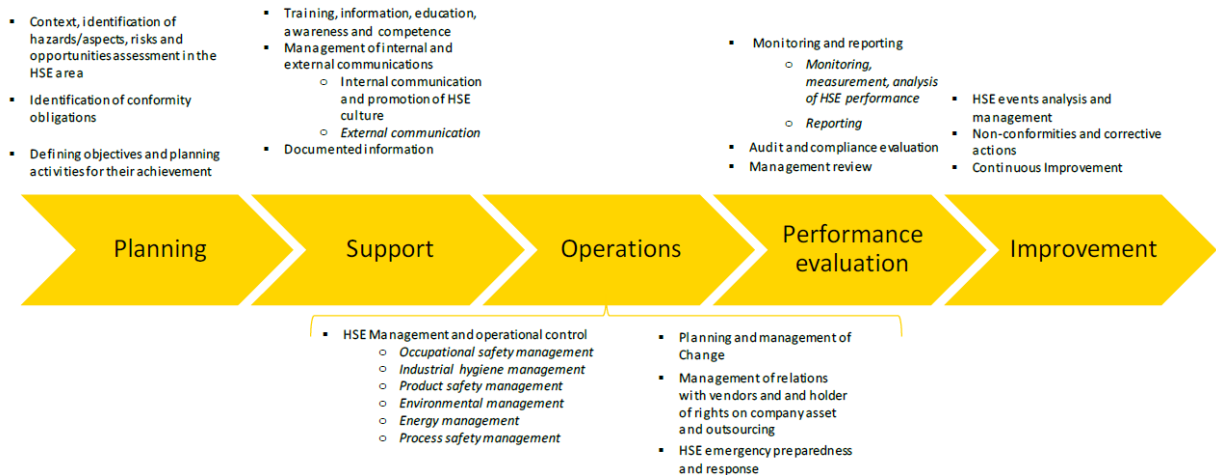 ▪ Context, identification of
hazards/aspects, risks and
opportunities assessment in the
HSE area
▪ Identification of conformity
obligations
▪ Defining objectives and planning
activities for their achievement
▪ Training, information, education,
awareness and competence
▪ Management of internal and
external communications
o Internal communication
and promotion of HSE
culture
o External communication
▪ Documented information
▪ Monitoring and reporting
o Monitoring,
measurement, analysis
of HSE performance
o Reporting
▪ Audit and compliance evaluation
▪ Management review
▪ HSE events analysis and
management
▪ Non-conformities and corrective
actions
▪ Continuous Improvement
Planning
Support
Operations
Performance
evaluation
Improvement
▪ HSE Management and operational control
o Occupational safety management
o Industrial hygiene management
o Product safety management
o Environmental management
o Energy management
o Process safety management
▪ Planning and management of
Change
▪ Management of relations
with vendors and and holder
of rights on company asset
and outsourcing
▪ HSE emergency preparedness
and response